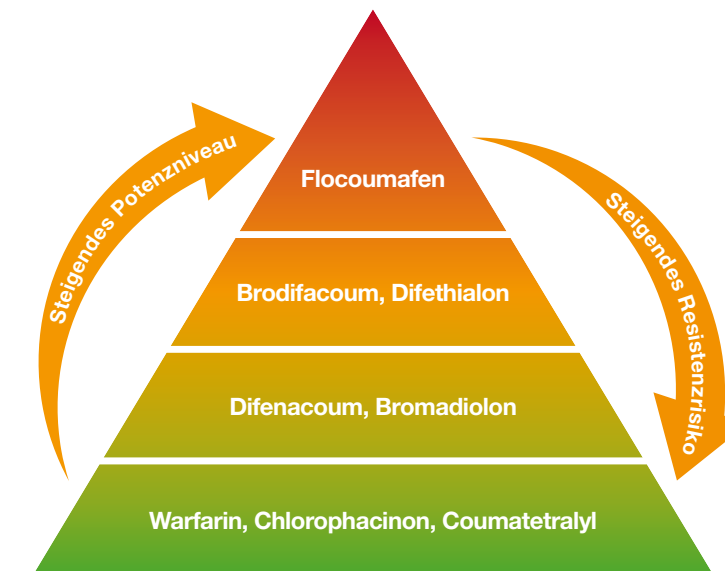 Flocoumafen
Steigendes Potenzniveau
Steigendes Resistenzrisiko
Brodifacoum, Difethialon
Difenacoum, Bromadiolon
Warfarin, Chlorophacinon, Coumatetralyl